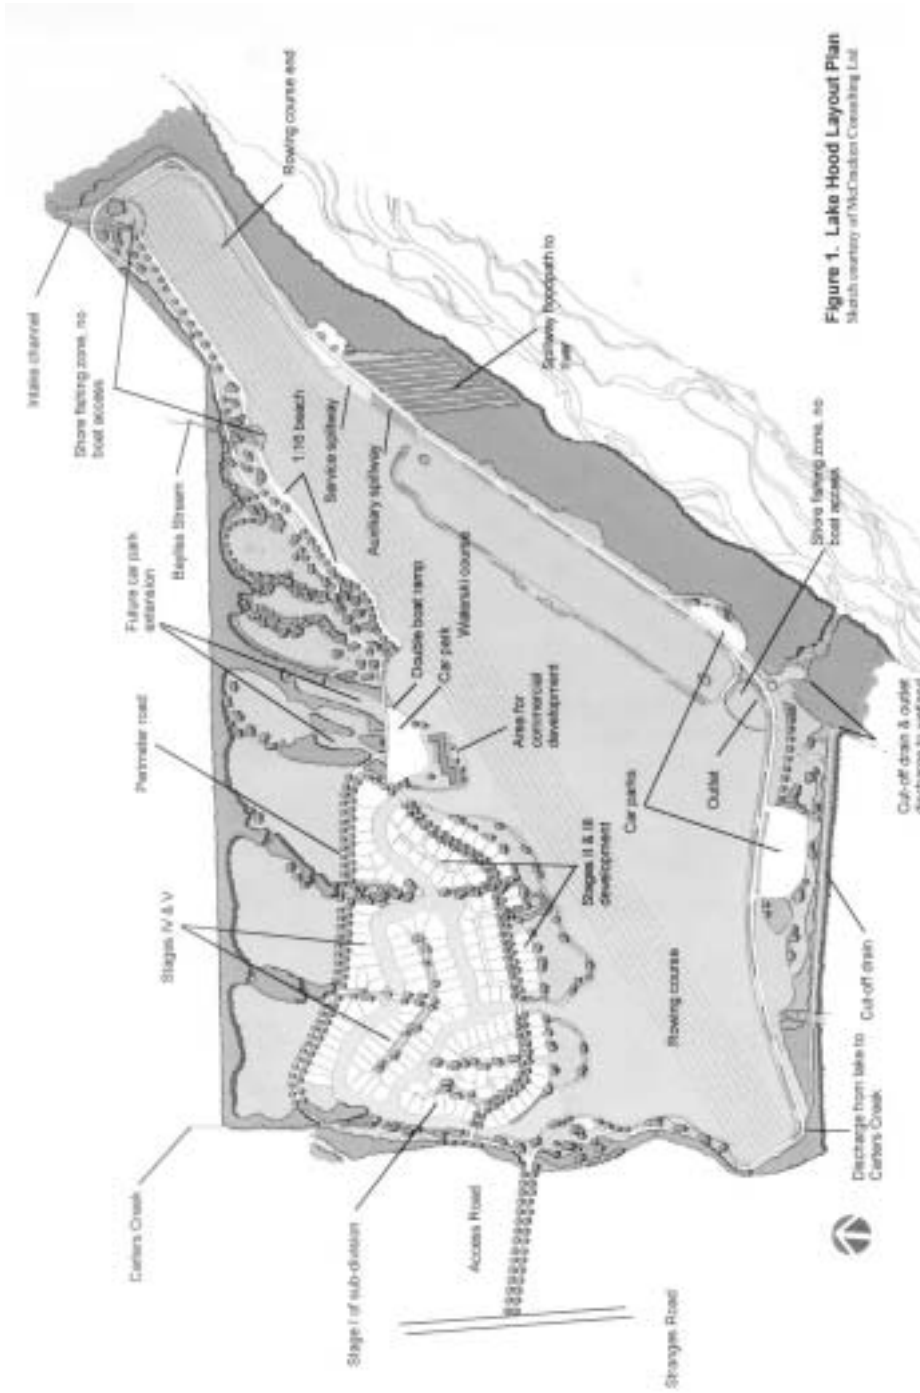 Intake channel
Shore fishing zone, no
boat access
Bayliss Stream
Future car park
extension
Perimeter road
Stages IV & V
Carters Creek
Rowing course end
1:16 beach
Service spillway
Auxiliary spillway
Waterski course
Double boat ramp
Car park
Area for
commercial
development
Stages II & III
development
Stage I of sub-division
Access Road
Stranges Road
Spillway floodpath to
Shore fishing zone, no
boat access
Car parks
Outlet
Rowing course
Cut-off drain & outlet
Cut-off drain
Discharge from lake to
Carters Creek
Figure 1. Lake Hood Layout Plan
Sketch courtesy of McCracken Consulting Ltd